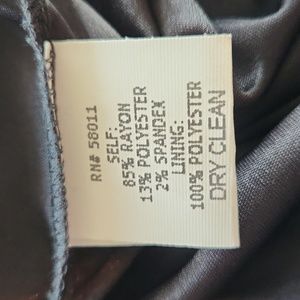 RN# 58011
SELF:
85% RAYON
13% POLYESTER
2% SPANDEX
LINING:
100% POLYESTER
DRY CLEAN